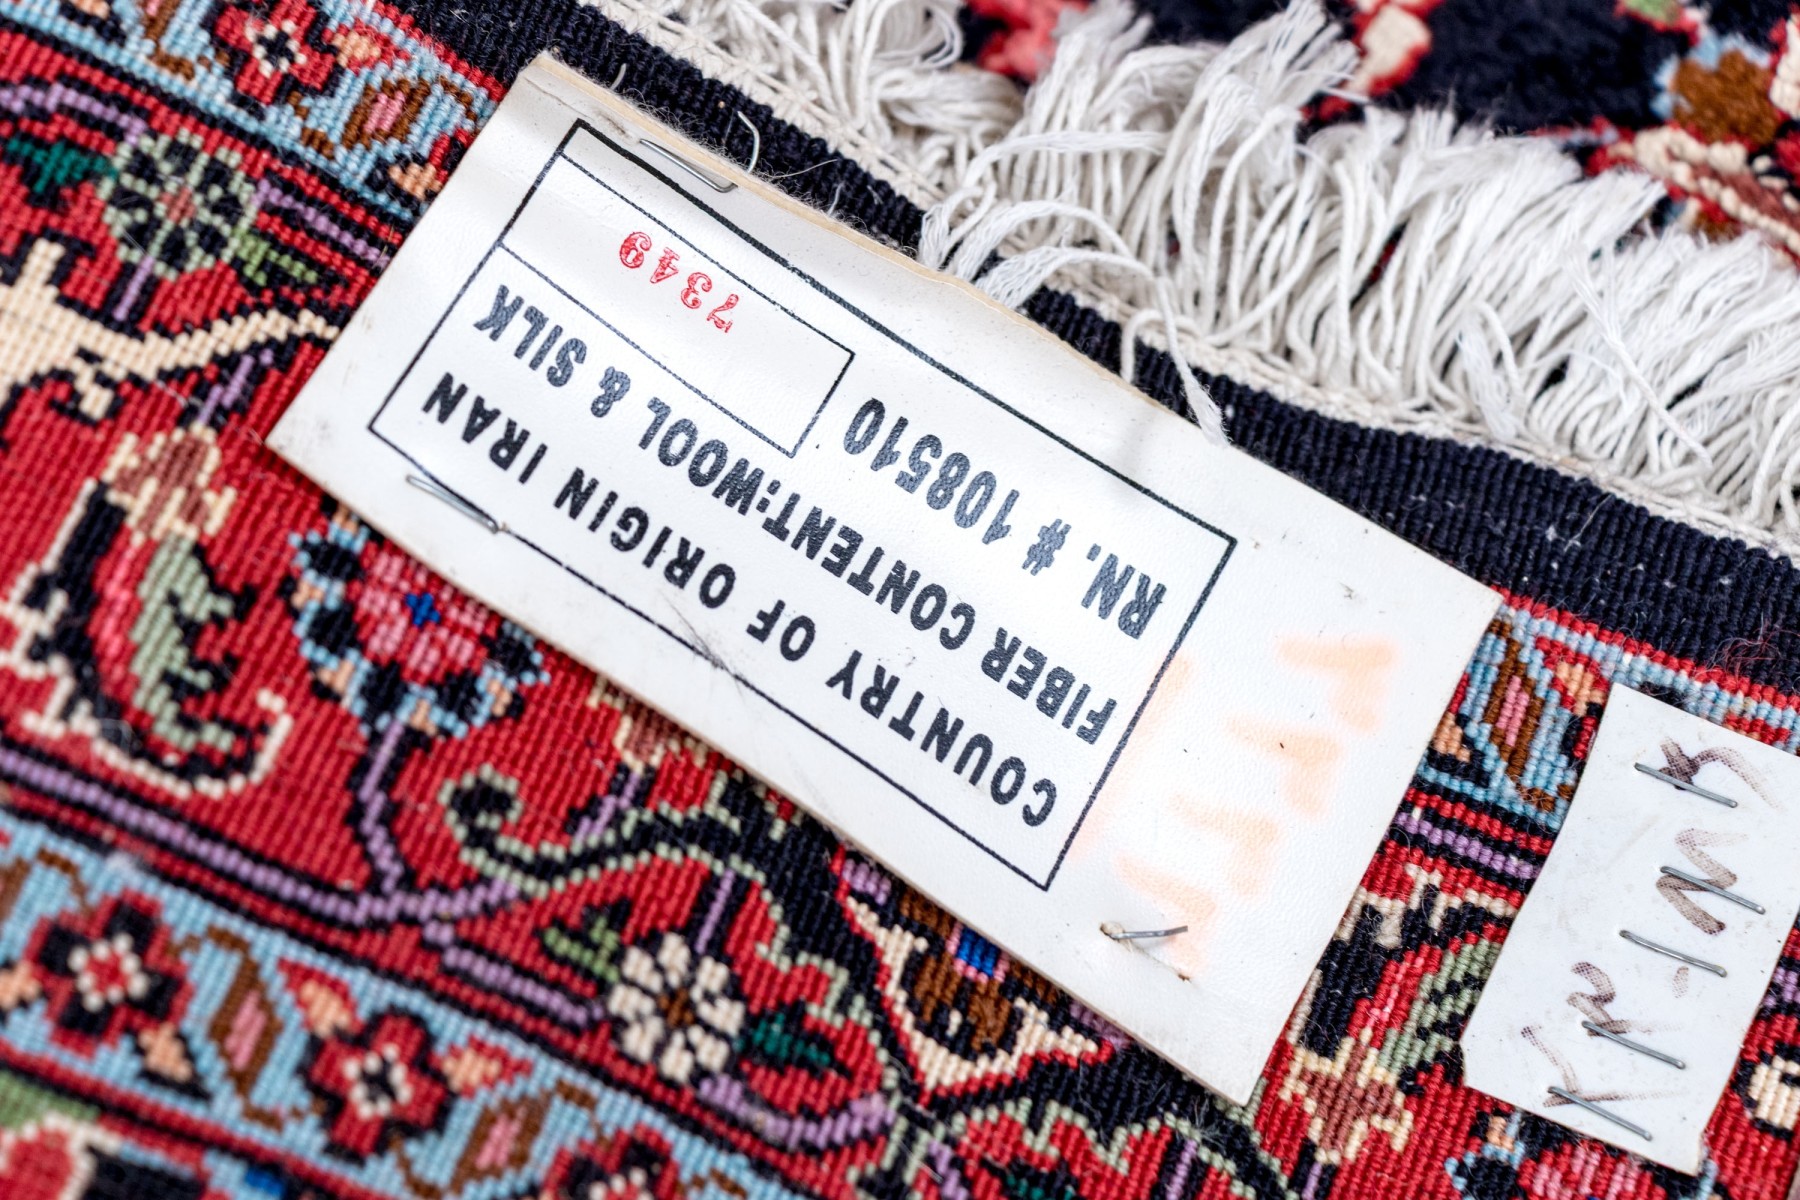 RN. # 108510
7349
FIBER CONTENT:WOOL & SILK
COUNTRY OF ORIGIN IRAN